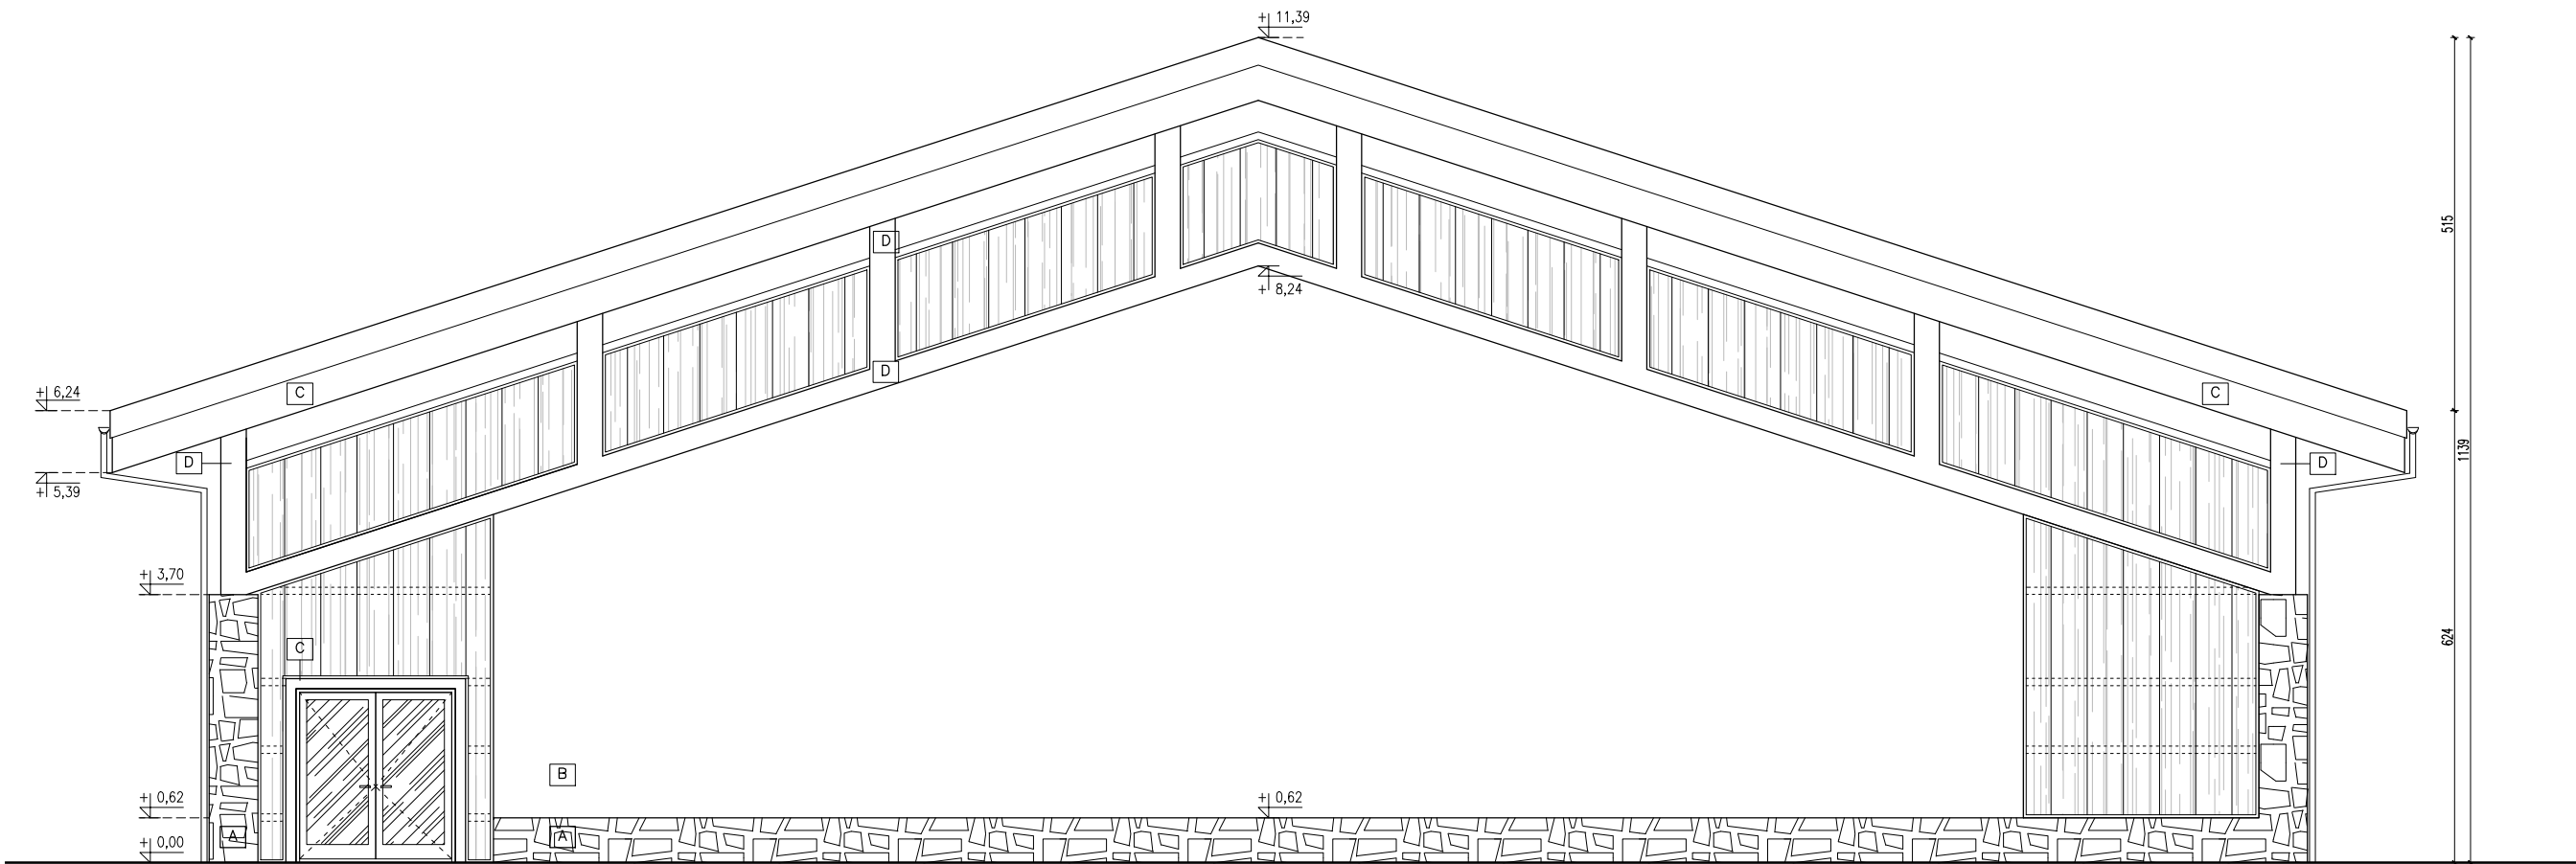 + 11,39
515
D
+ 8,24
D
+ 6,24
C
C
1139
D
D
+ 5,39
+ 3,70
624
C
B
+ 0,62
+ 0,62
A
A
+ 0,00